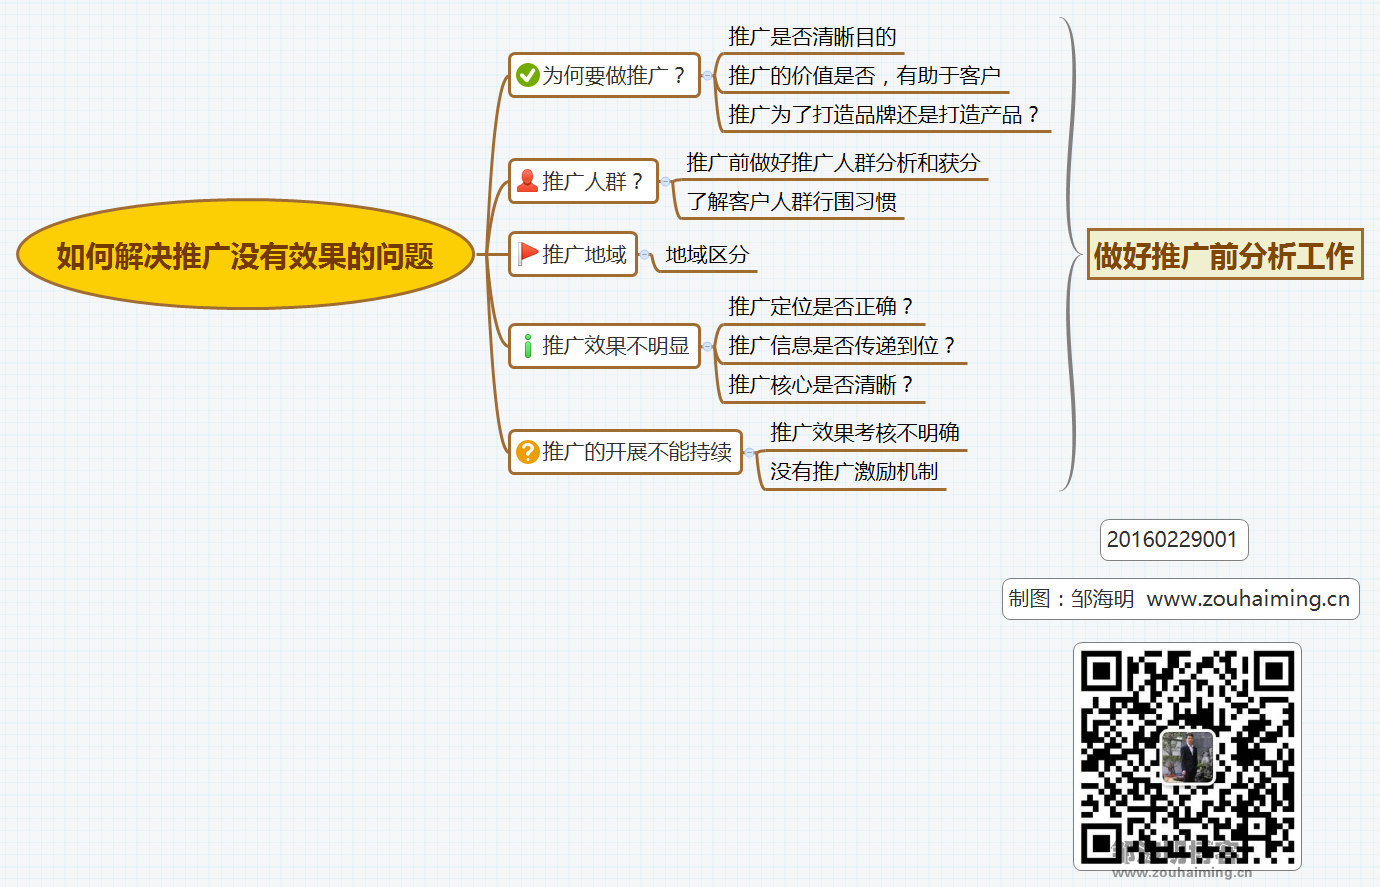 如何解决推广没有效果的问题
为何要做推广？
推广是否清晰目的
推广的价值是否，有助于客户
推广为了打造品牌还是打造产品？
推广人群？
推广前做好推广人群分析和获分
了解客户人群行围习惯
推广地域
地域区分
推广效果不明显
推广定位是否正确？
推广信息是否传递到位？
推广核心是否清晰？
推广的开展不能持续
推广效果考核不明确
没有推广激励机制
做好推广前分析工作
20160229001
制图：邹海明 www.zouhaiming.cn
邹海明博客
www.zouhaiming.cn